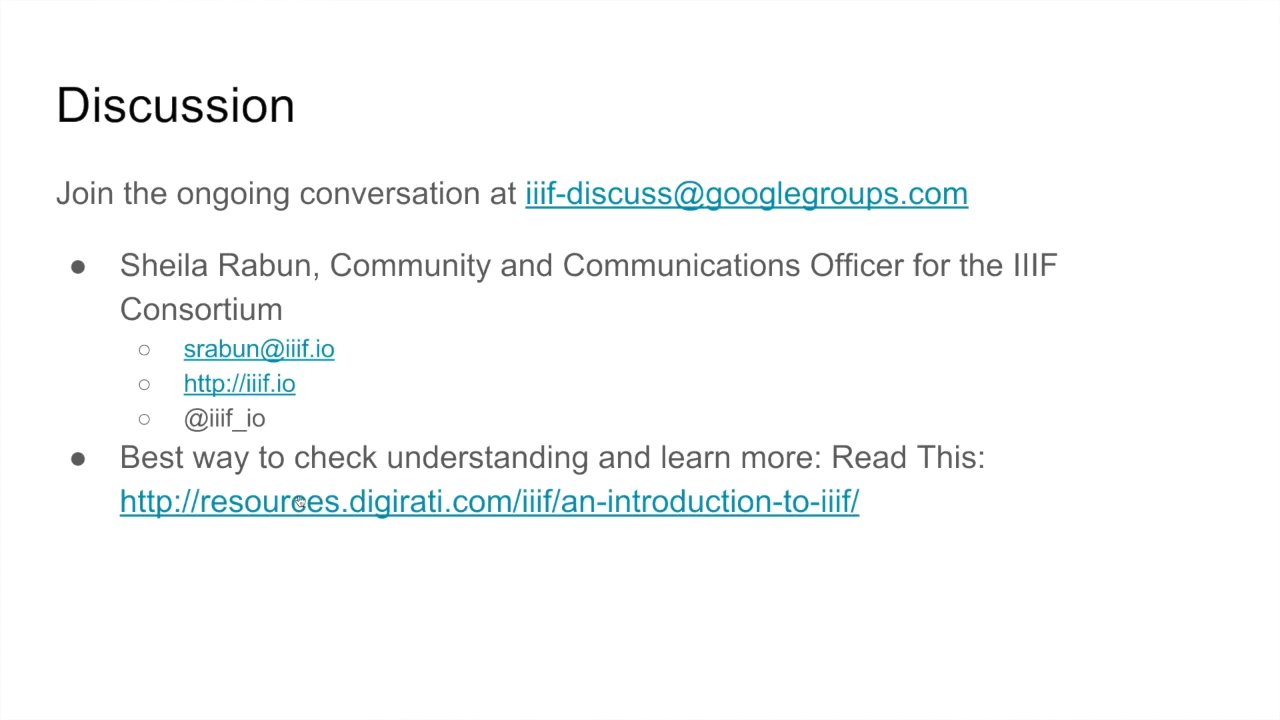 Discussion
Join the ongoing conversation at iiif-discuss@googlegroups.com
● Sheila Rabun, Community and Communications Officer for the IIIF
Consortium
○ srabun@iiif.io
○ http://iiif.io
○ @iiif_io
● Best way to check understanding and learn more: Read This:
http://resources.digirati.com/iiif/an-introduction-to-iiif/